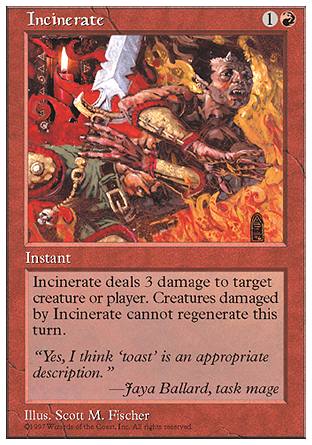 Incinerate 1
Instant
Incinerate deals 3 damage to target
creature or player. Creatures damaged
by Incinerate cannot regenerate this
turn.
“Yes, I think ‘toast’ is an appropriate
description.”
—Jaya Ballard, task mage
Illus. Scott M. Fischer
©1997 Wizards of the Coast, Inc. All rights reserved.